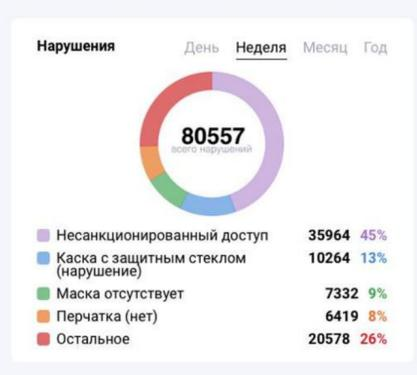 Нарушения День Неделя Месяц Год
80557
всего нарушений
Несанкционированный доступ 35964 45%
Каска с защитным стеклом 10264 13%
(нарушение)
Маска отсутствует 7332 9%
Перчатка (нет) 6419 8%
Остальное 20578 26%